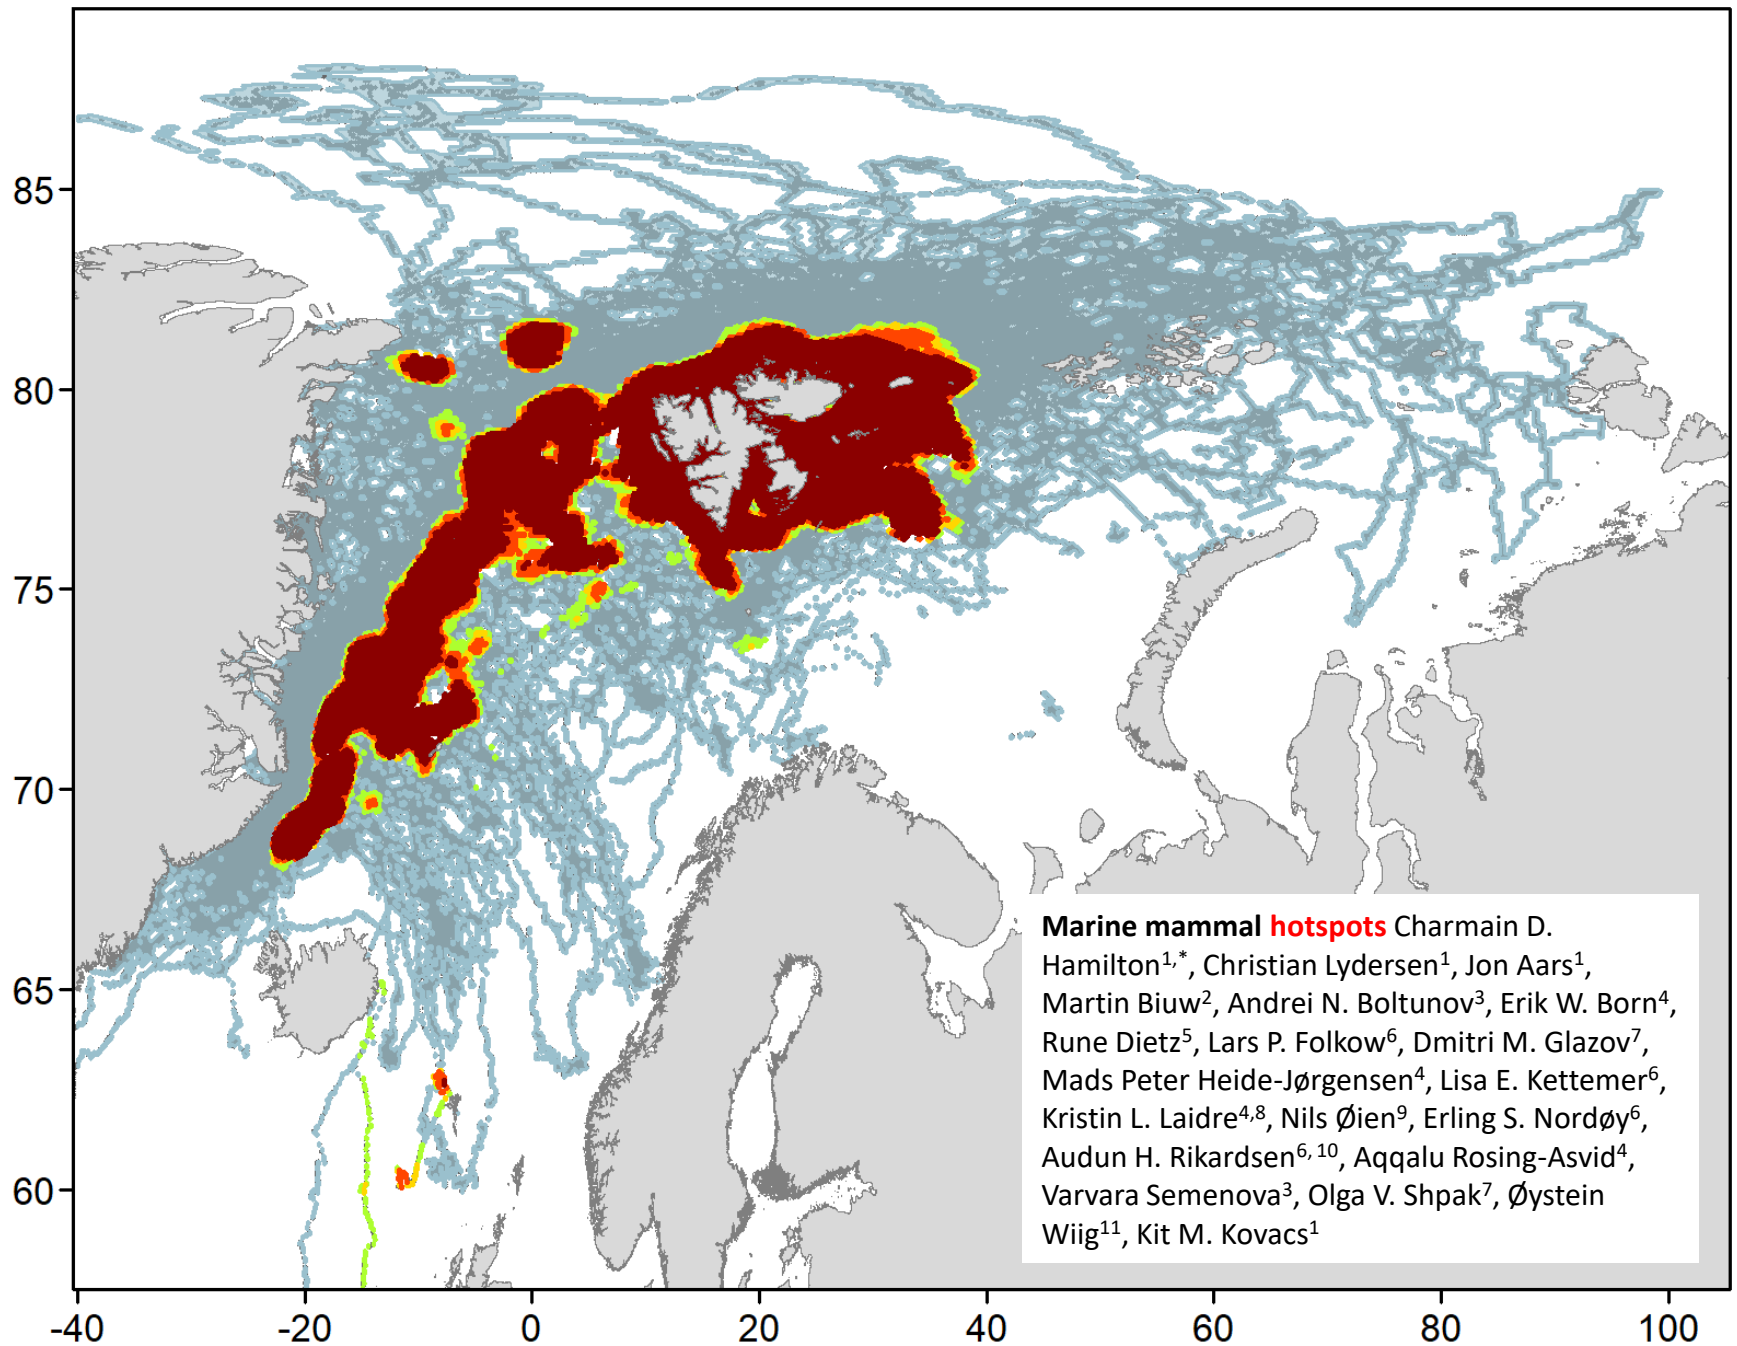 85
80
75
70
65
60
-40 -20 0 20 40 60 80 100
Marine mammal hotspots Charmain D.
Hamilton¹,*, Christian Lydersen¹, Jon Aars¹,
Martin Biuw², Andrei N. Boltunov³, Erik W. Born⁴,
Rune Dietz⁵, Lars P. Folkow⁶, Dmitri M. Glazov⁷,
Mads Peter Heide-Jørgensen⁴, Lisa E. Kettemer⁶,
Kristin L. Laidre⁴,⁸, Nils Øien⁹, Erling S. Nordøy⁶,
Audun H. Rikardsen⁶, ¹⁰, Aqqalu Rosing-Asvid⁴,
Varvara Semenova³, Olga V. Shpak⁷, Øystein
Wiig¹¹, Kit M. Kovacs¹